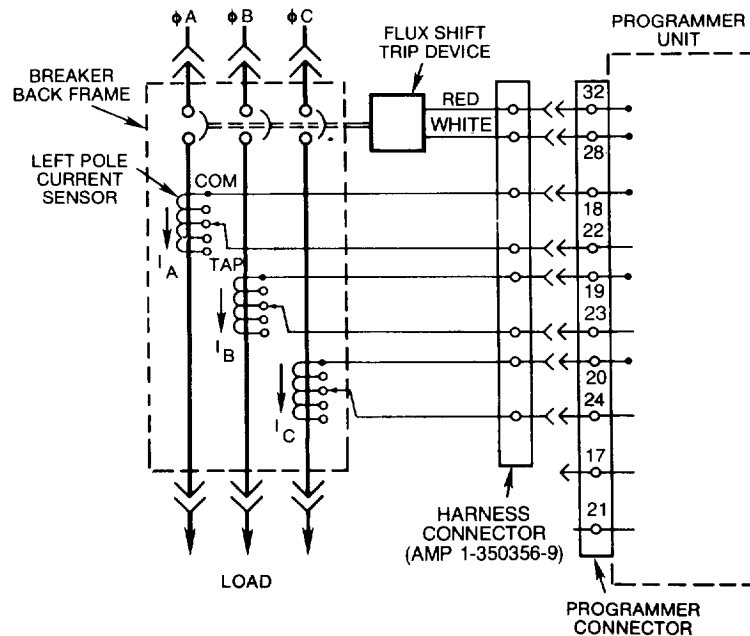 ϕA
ϕB
ϕC
FLUX SHIFT
TRIP DEVICE
PROGRAMMER
UNIT
BREAKER
BACK FRAME
RED
WHITE
32
28
LEFT POLE
CURRENT
SENSOR
COM
TAP
I A
I B
I C
18
22
19
23
20
24
17
21
HARNESS
CONNECTOR
(AMP 1-350356-9)
LOAD
PROGRAMMER
CONNECTOR